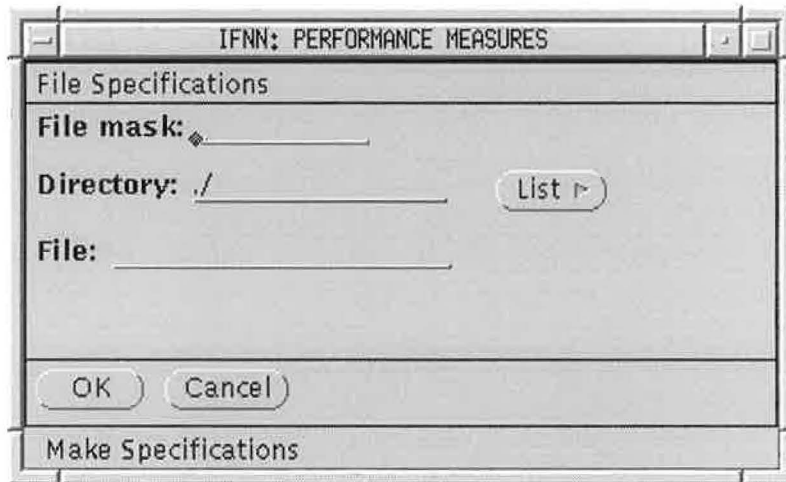 IFNN: PERFORMANCE MEASURES
File Specifications
File mask:
Directory: ./
List
File:
OK Cancel
Make Specifications